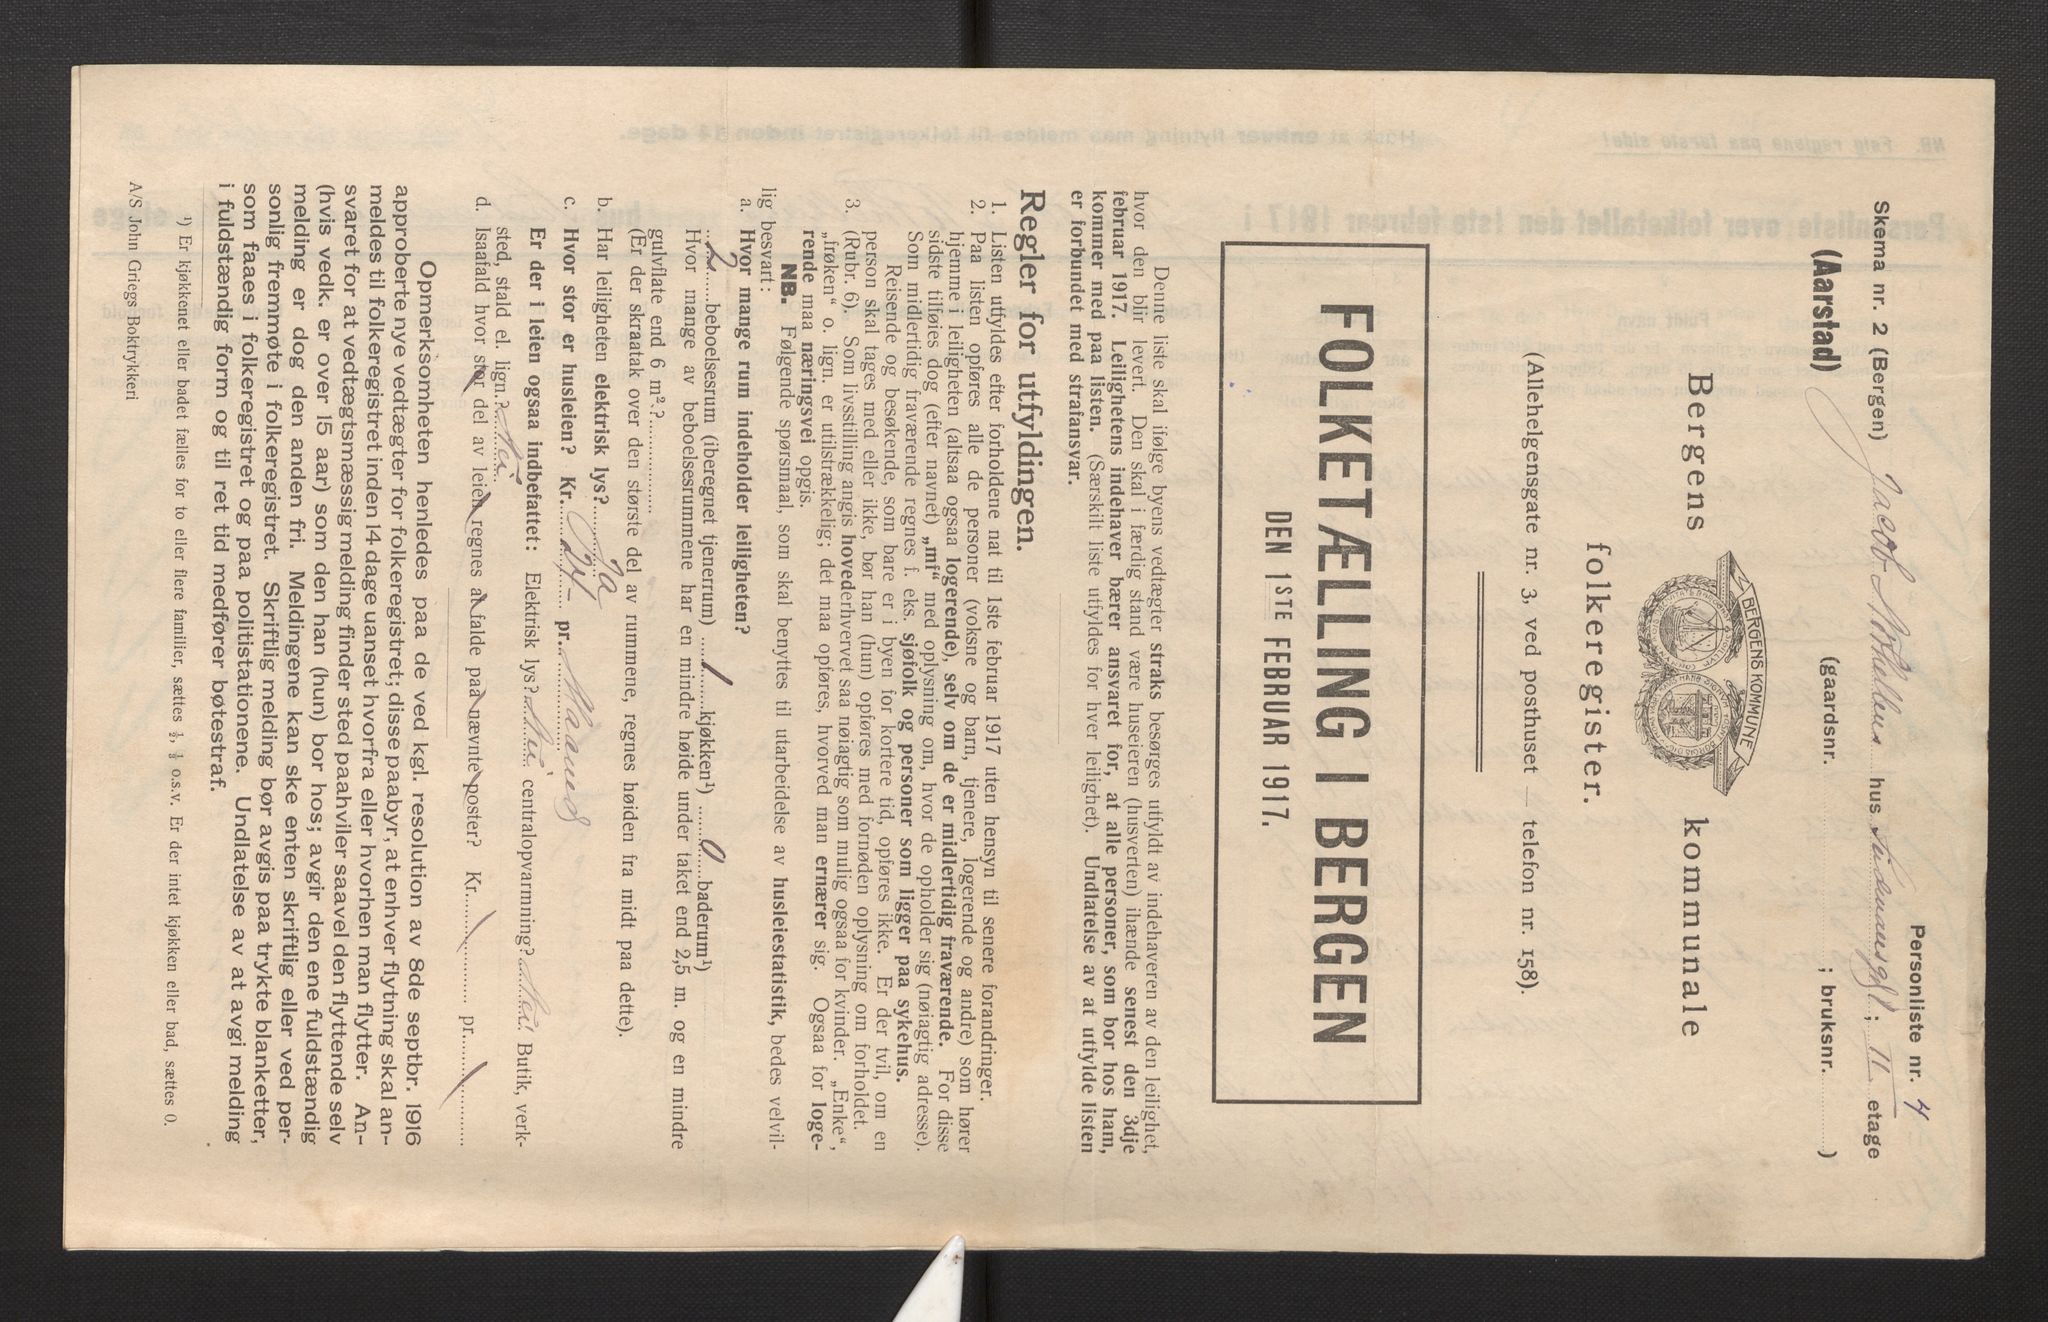 Skema nr. 2 (Bergen)
Personliste nr. 4
(Aarstad) Jacob hus ; II etage
(gaardsnr. ; bruksnr. )
Bergens kommunale
BERGENS KOMMUNE
folkeregister.
(Allehelgensgate nr. 3, ved posthuset — telefon nr. 158).
FOLKETÆLLING I BERGEN
DEN 1STE FEBRUAR 1917.
Denne liste skal ifølge byens vedtægter straks besørges utfyldt av indehaveren av den leilighet,
hvor den blir levert. Den skal i færdig stand være huseieren (husverten) ihænde senest den 3dje
februar 1917. Leilighetens indehaver bærer ansvaret for, at alle personer, som bor hos ham,
kommer med paa listen. (Særskilt liste utfyldes for hver leilighet). Undlatelse av at utfylde listen
er forbundet med strafansvar.
Regler for utfyldingen.
1. Listen utfyldes efter forholdene nat til 1ste februar 1917 uten hensyn til senere forandringer.
2. Paa listen opføres alle de personer (voksne og barn, tjenere, logerende og andre) som hører
hjemme i leiligheten (altsaa ogsaa logerende), selv om de er midlertidig fraværende. For disse
sidste tilføies dog (efter navnet) „mf“ med oplysning om, hvor de opholder sig (nøiagtig adresse).
Som midlertidig fraværende regnes f. eks. sjøfolk og personer som ligger paa sykehus.
Reisende og besøkende, som bare er i byen for kortere tid, opføres ikke. Er der tvil, om en
person skal tages med eller ikke, bør han (hun) opføres med fornøden oplysning om forholdet.
3. (Rubr. 6). Som livsstilling angis hovederhvervet saa nøiagtig som mulig ogsaa for kvinder. „Enke“,
„frøken“ o. lign. er utilstrækkelig; det maa opføres, hvorved man ernærer sig. Ogsaa for loge-
rende maa næringsvei opgis.
NB. Følgende spørsmaal, som skal benyttes til utarbeidelse av husleiestatistik, bedes velvil-
lig besvart:
a. Hvor mange rum indeholder leiligheten?
2 beboelsesrum (iberegnet tjenerrum) 1 kjøkken¹) 0 baderum¹)
Hvor mange av beboelsesrummene har en mindre høide under taket end 2,5 m. og en mindre
gulvflate end 6 m².?
(Er der skraatak over den største del av rummene, regnes høiden fra midt paa dette).
b. Har leiligheten elektrisk lys? Ja
c. Hvor stor er husleien? Kr. pr. Maaned
Er der i leien ogsaa indbefattet: Elektrisk lys? Nei centralopvarmning? Nei Butik, verk-
sted, stald el. lign.? Nei
d. Isaafald hvor stor del av leien regnes at falde paa nævnte poster? Kr. pr.
Opmerksomheten henledes paa de ved kgl. resolution av 8de septbr. 1916
approberte nye vedtægter for folkeregistret; disse paabyr, at enhver flytning skal an-
meldes til folkeregistret inden 14 dage uanset hvorfra eller hvorhen man flytter. An-
svaret for at vedtægtsmæssig melding finder sted paahviler saavel den flyttende selv
(hvis vedk. er over 15 aar) som den han (hun) bor hos; avgir den ene fuldstændig
melding er dog den anden fri. Meldingene kan ske enten skriftlig eller ved per-
sonlig fremmøte i folkeregistret. Skriftlig melding bør avgis paa trykte blanketter,
som faaes i folkeregistret og paa politistationene. Undlatelse av at avgi melding
i fuldstændig form og til ret tid medfører bøtestraf.
¹) Er kjøkkenet eller badet fælles for to eller flere familier, sættes ½, ⅓ o.s.v. Er der intet kjøkken eller bad, sættes 0.
A/S John Griegs Boktrykkeri